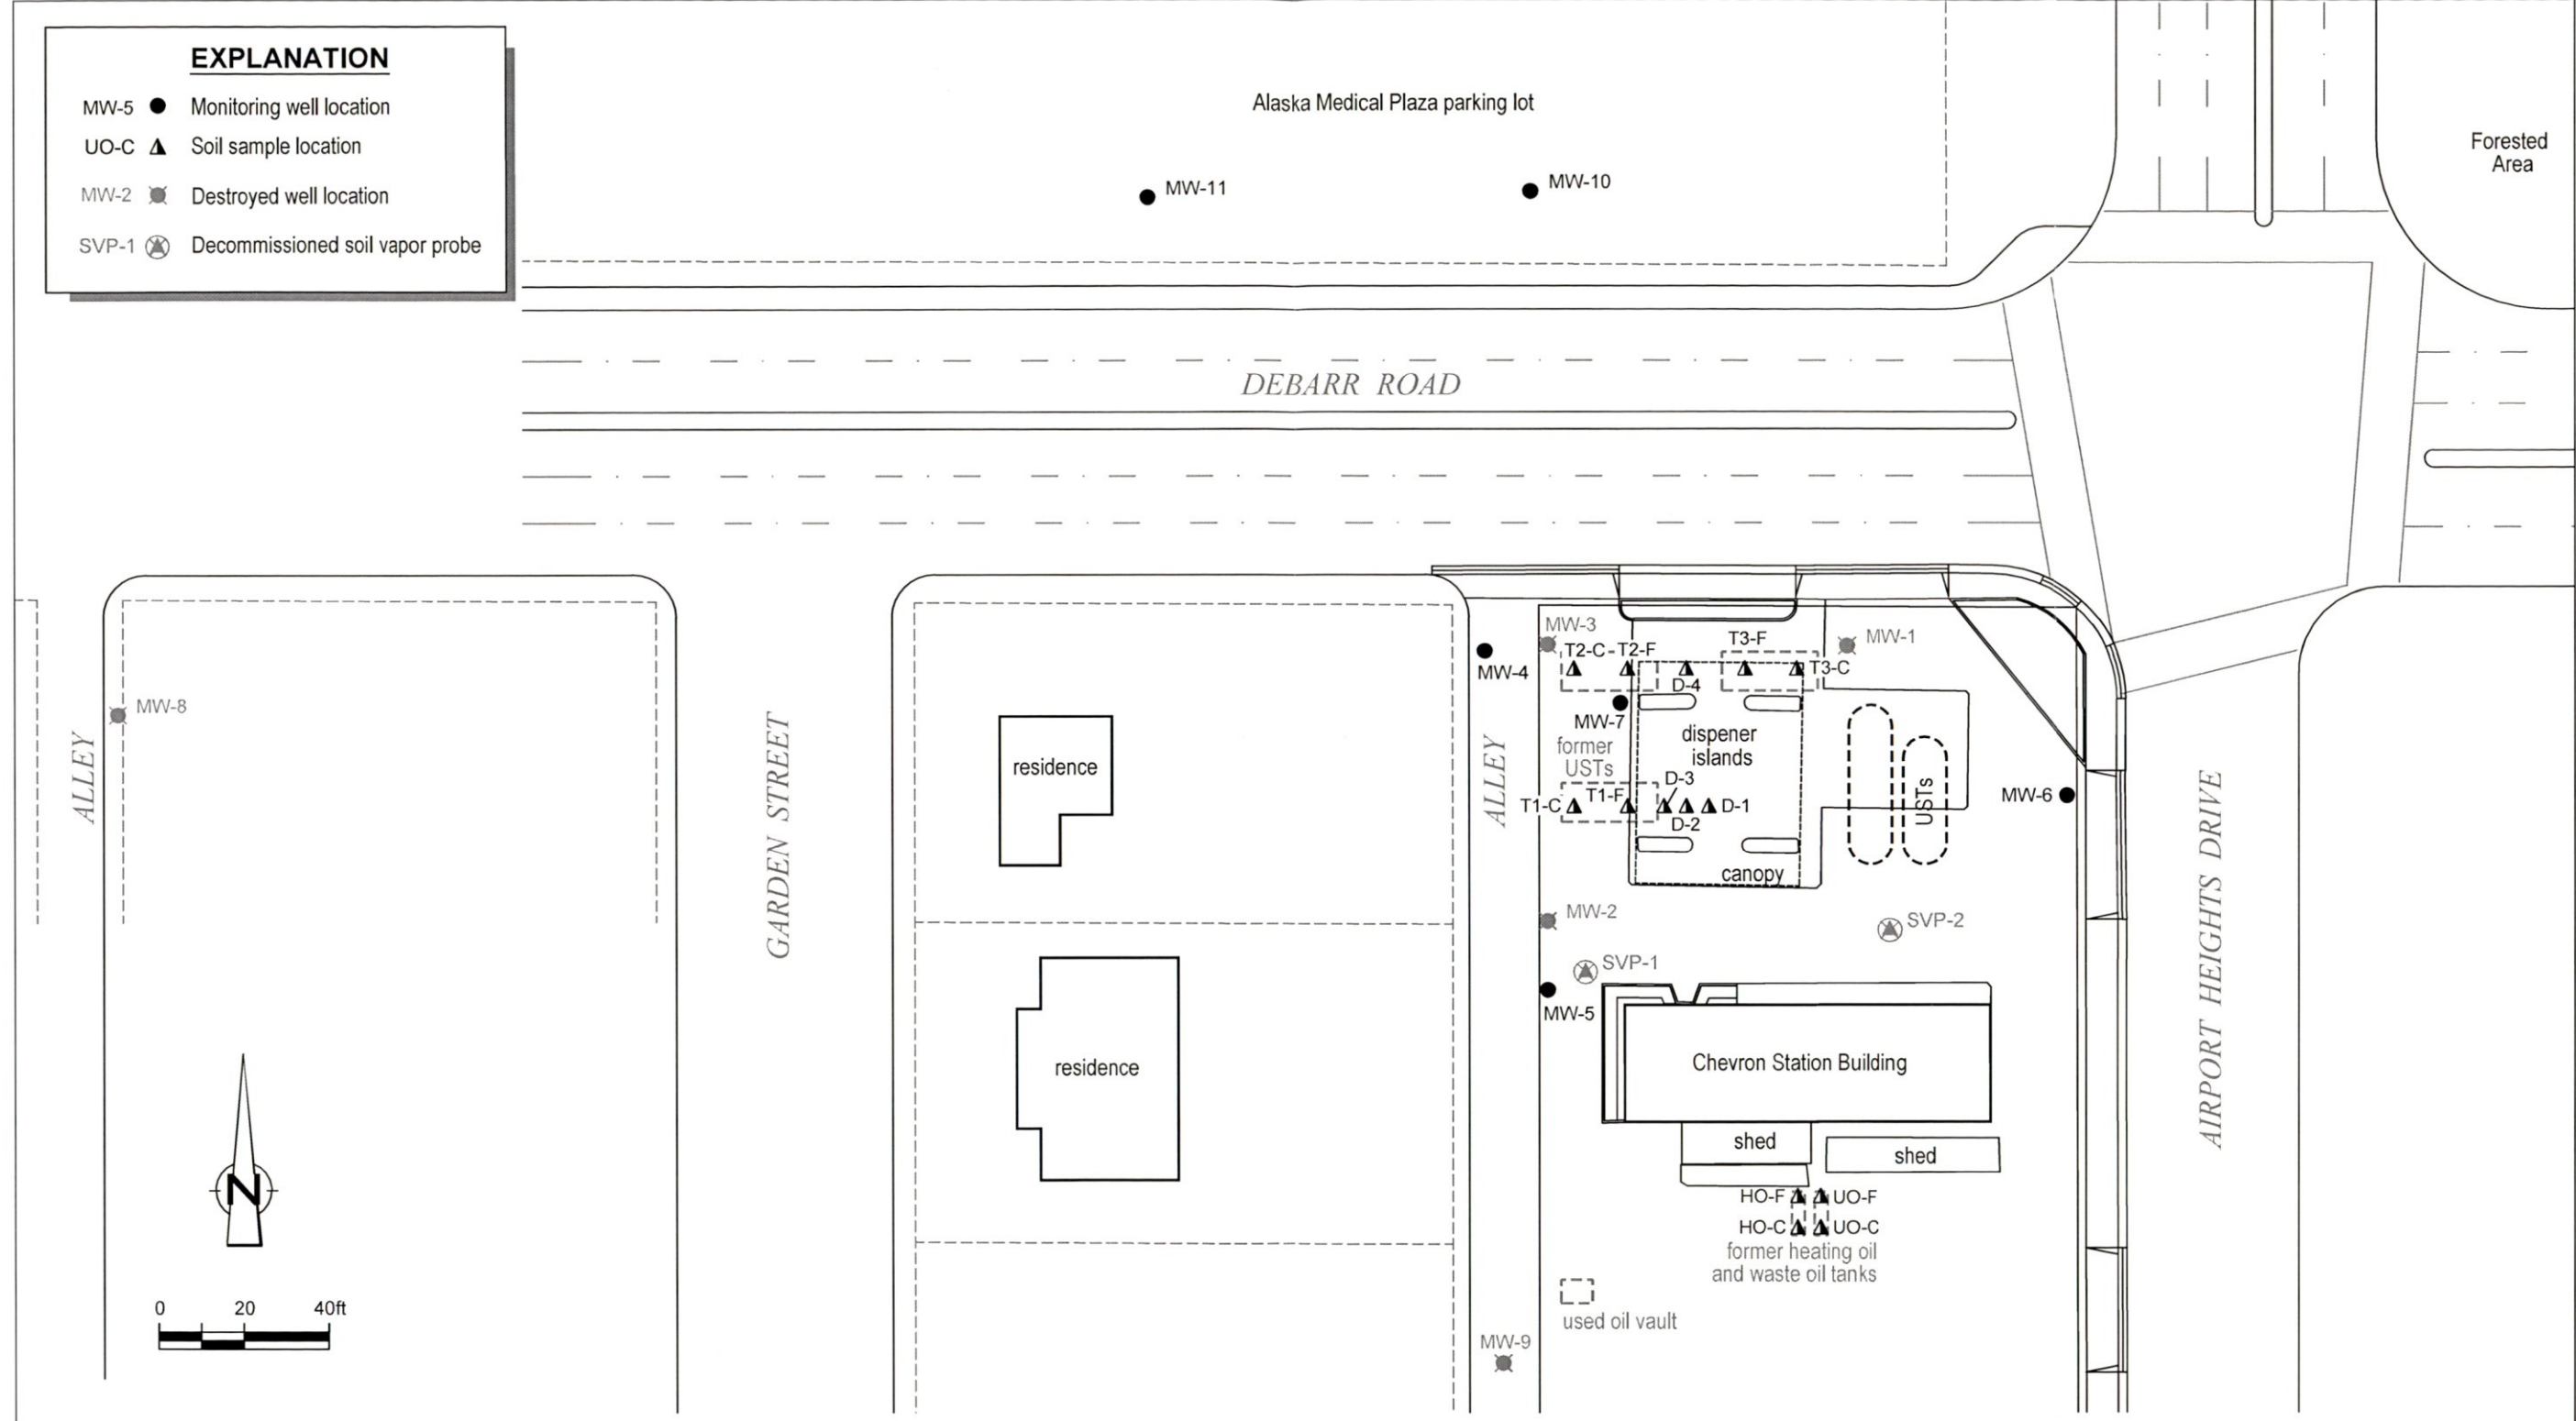 EXPLANATION
MW-5 Monitoring well location
UO-C Soil sample location
MW-2 Destroyed well location
SVP-1 Decommissioned soil vapor probe
Alaska Medical Plaza parking lot
Forested
Area
MW-11
MW-10
DEBARR ROAD
MW-3
MW-1
T2-C
T2-F
T3-F
T3-C
MW-4
D-4
MW-8
MW-7
ALLEY
GARDEN STREET
residence
ALLEY
former
USTs
dispener
islands
D-3
T1-C
T1-F
D-1
D-2
USTs
MW-6
AIRPORT HEIGHTS DRIVE
canopy
MW-2
SVP-2
SVP-1
MW-5
Chevron Station Building
residence
shed
shed
N
HO-F
UO-F
HO-C
UO-C
former heating oil
and waste oil tanks
0 20 40ft
used oil vault
MW-9